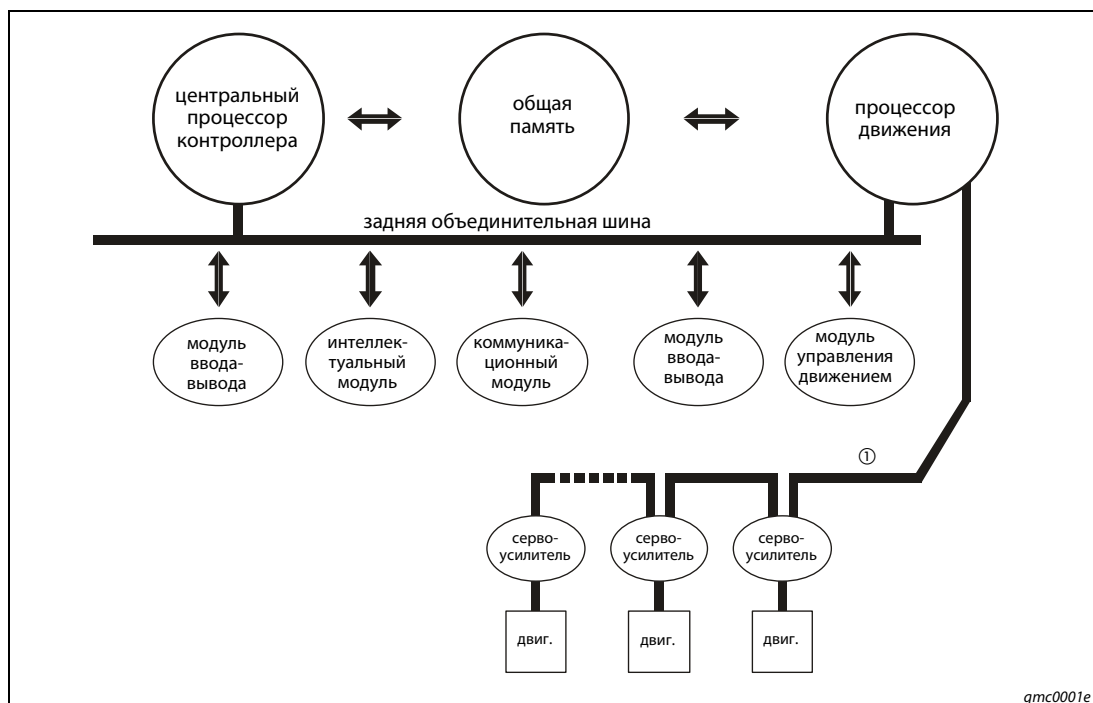 центральный
процессор
контроллера
общая
память
процессор
движения
задняя объединительная шина
модуль
ввода-
вывода
интеллек-
туальный
модуль
коммуника-
ционный
модуль
модуль
ввода-
вывода
модуль
управления
движением
①
серво-
усилитель
серво-
усилитель
серво-
усилитель
двиг.
двиг.
двиг.
qmc0001e